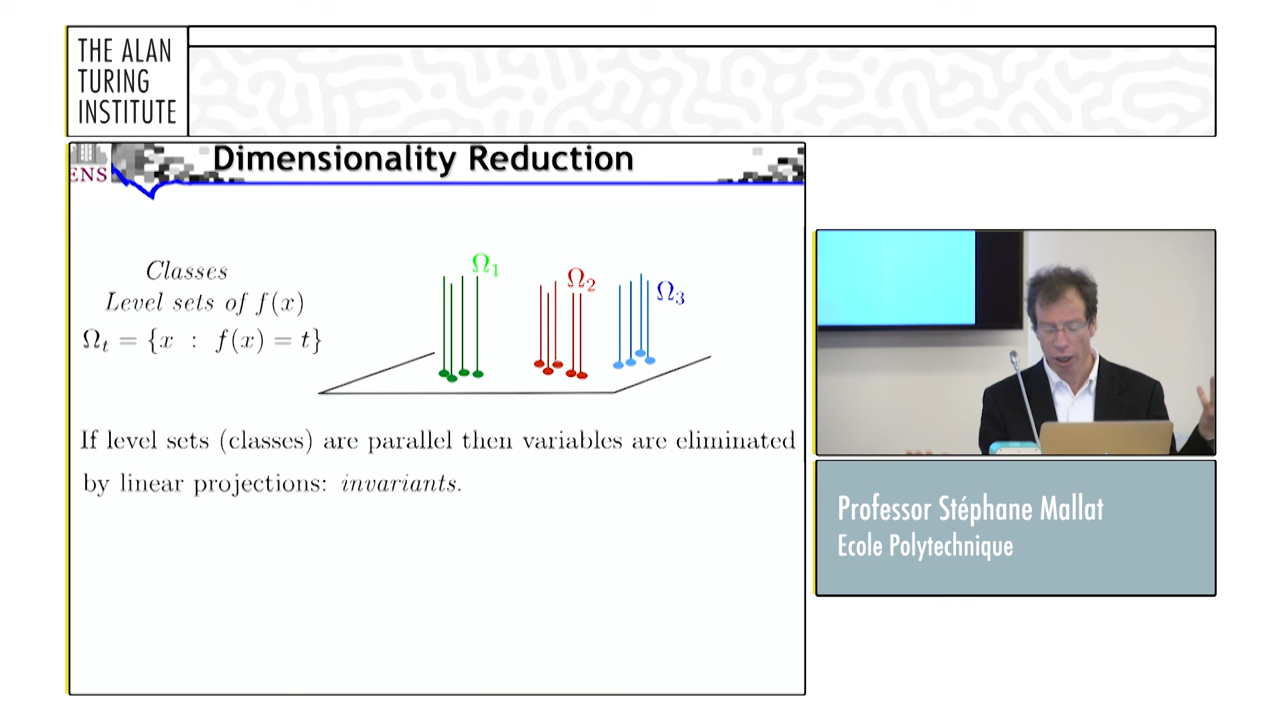 THE ALAN
TURING
INSTITUTE
ENS
Dimensionality Reduction
Classes
Level sets of f(x)
Ωt = {x : f(x) = t}
Ω1
Ω2
Ω3
If level sets (classes) are parallel then variables are eliminated
by linear projections: invariants.
Professor Stéphane Mallat
Ecole Polytechnique